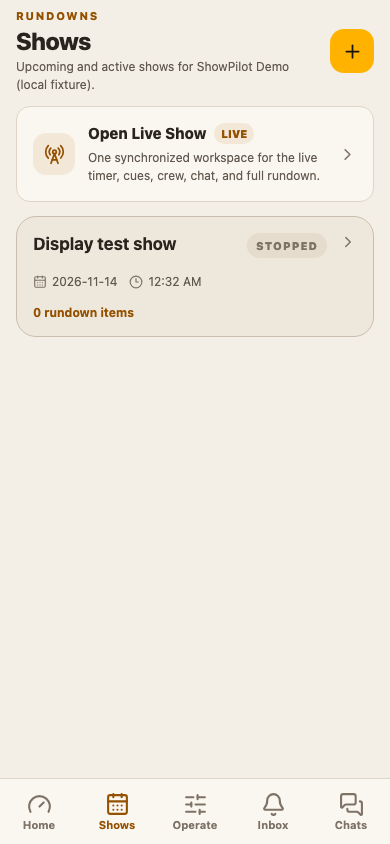 RUNDOWNS
Shows
Upcoming and active shows for ShowPilot Demo
(local fixture).
Open Live Show LIVE
One synchronized workspace for the live
timer, cues, crew, chat, and full rundown.
Display test show STOPPED
2026-11-14 12:32 AM
0 rundown items
Home Shows Operate Inbox Chats